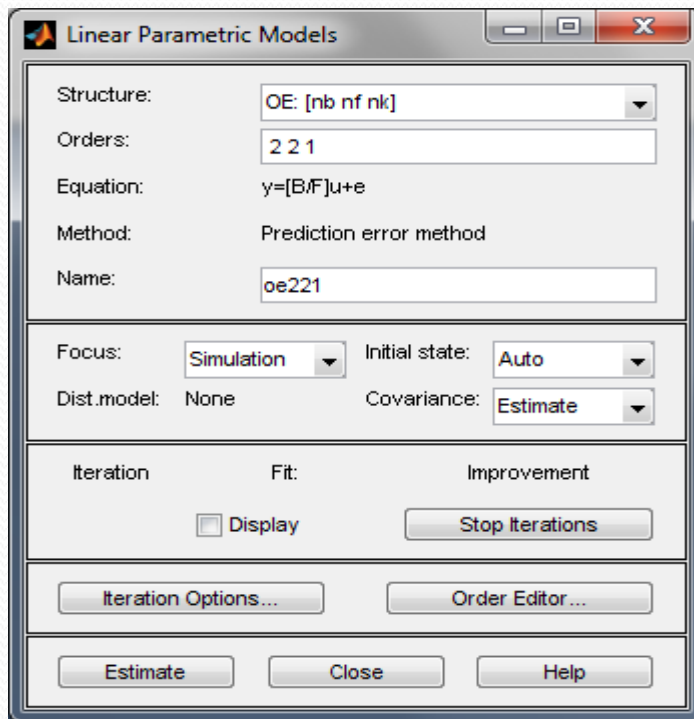 Linear Parametric Models
Structure: OE: [nb nf nk]
Orders: 2 2 1
Equation: y=[B/F]u+e
Method: Prediction error method
Name: oe221
Focus: Simulation Initial state: Auto
Dist.model: None Covariance: Estimate
Iteration Fit: Improvement
Display Stop Iterations
Iteration Options... Order Editor...
Estimate Close Help